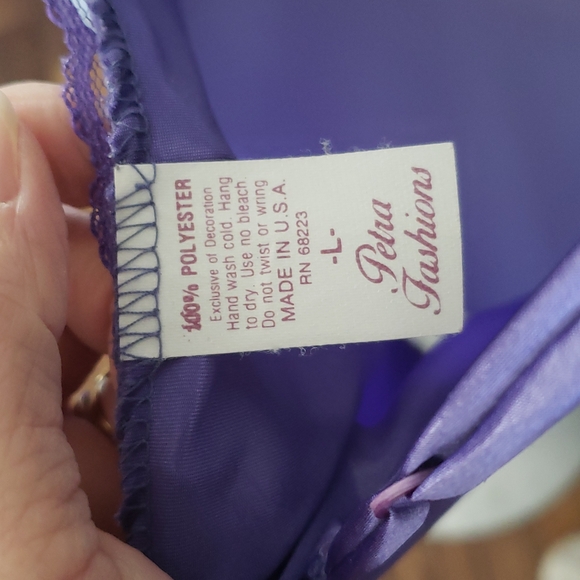 Petra
Fashions
-L-
RN 68223
MADE IN U.S.A.
Do not twist or wring
to dry. Use no bleach
Hand wash cold. Hang
Exclusive of Decoration
100% POLYESTER